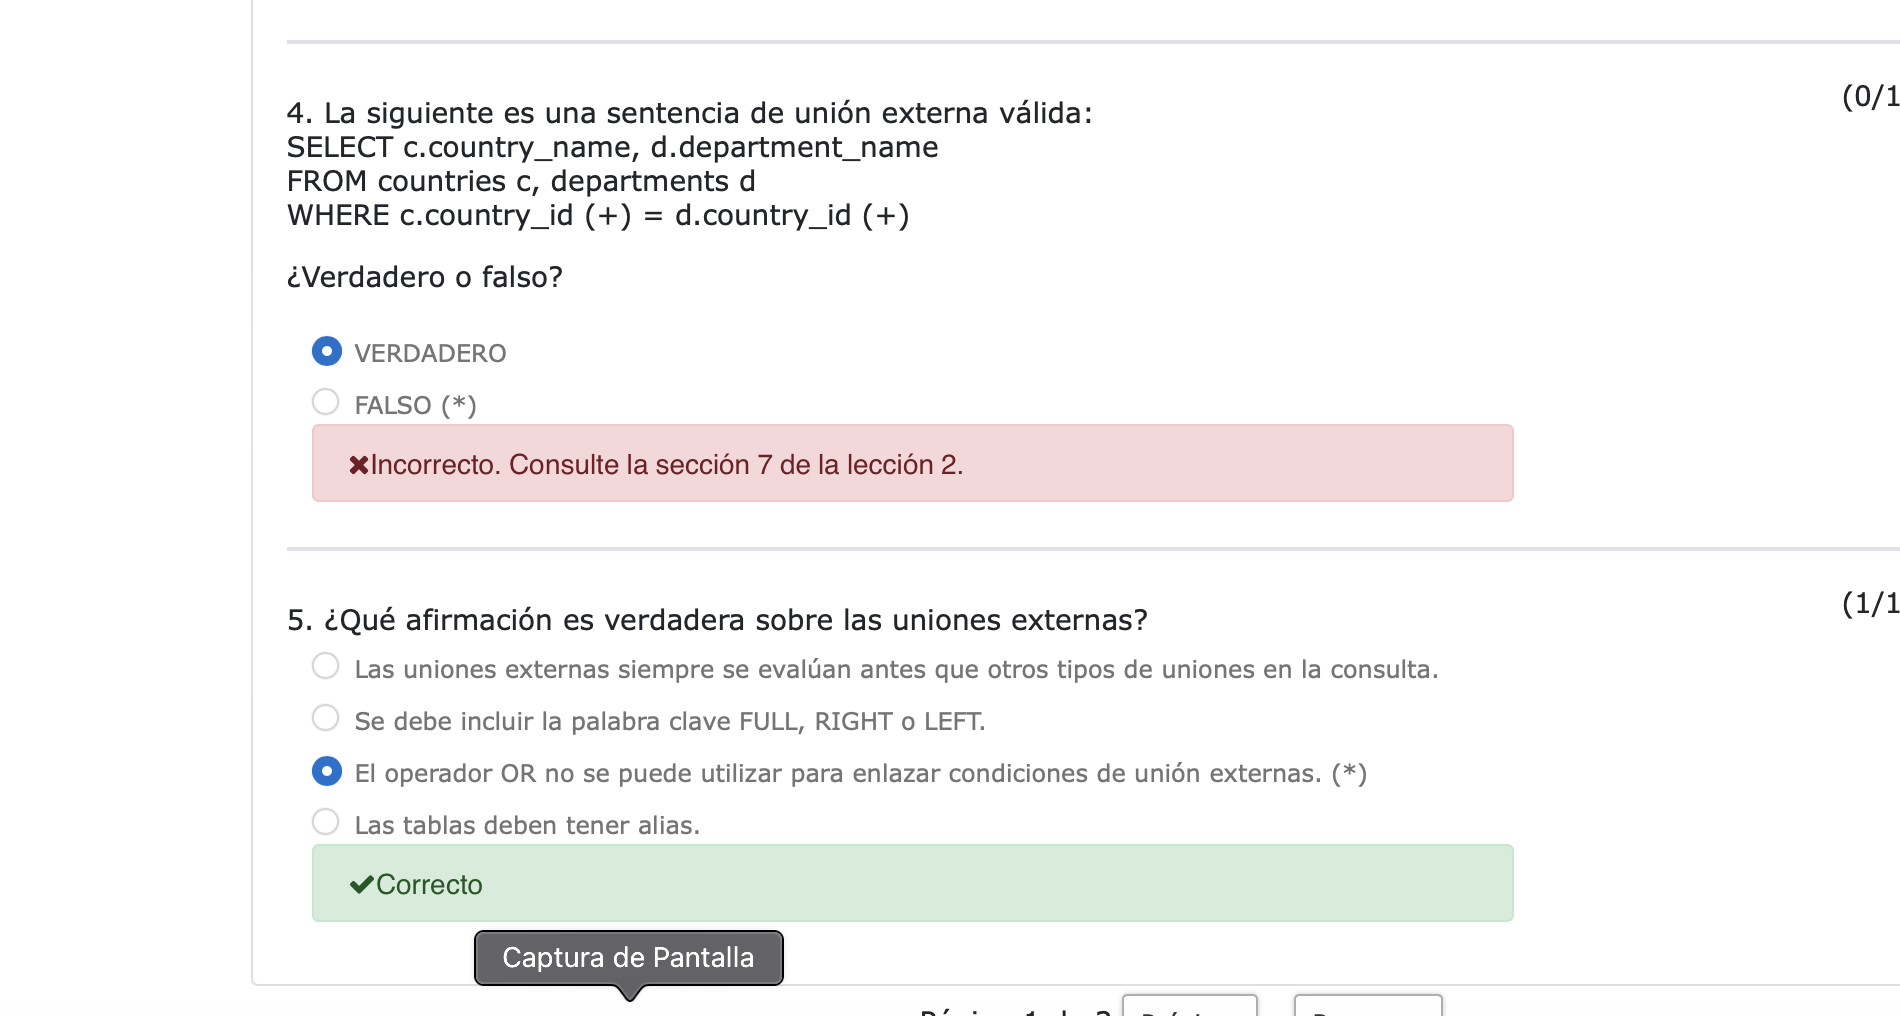 (0/1
4. La siguiente es una sentencia de unión externa válida:
SELECT c.country_name, d.department_name
FROM countries c, departments d
WHERE c.country_id (+) = d.country_id (+)
¿Verdadero o falso?
VERDADERO
FALSO (*)
✖Incorrecto. Consulte la sección 7 de la lección 2.
(1/1
5. ¿Qué afirmación es verdadera sobre las uniones externas?
Las uniones externas siempre se evalúan antes que otros tipos de uniones en la consulta.
Se debe incluir la palabra clave FULL, RIGHT o LEFT.
El operador OR no se puede utilizar para enlazar condiciones de unión externas. (*)
Las tablas deben tener alias.
✔Correcto
Captura de Pantalla